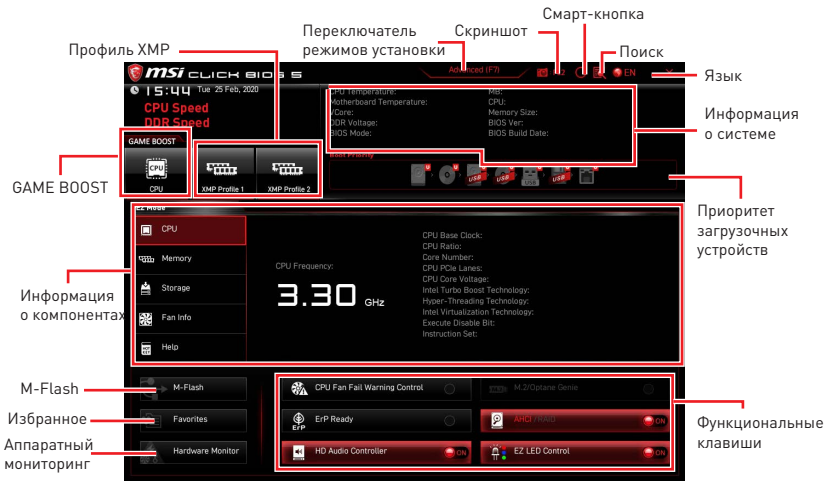 Смарт-кнопка
Переключатель
режимов установки
Скриншот
Профиль XMP
Поиск
msi CLICK BIOS 5
Advanced (F7)
F12
EN
X
Язык
15:44 Tue 25 Feb, 2020
CPU Speed
DDR Speed
CPU Temperature:
Motherboard Temperature:
VCore:
DDR Voltage:
BIOS Mode:
MB:
CPU:
Memory Size:
BIOS Ver:
BIOS Build Date:
Информация
о системе
GAME BOOST
CPU
CPU
XMP Profile 1
XMP Profile 2
Boot Priority
U
U
U
USB
U
USB
U
USB
U
USB
U
GAME BOOST
Приоритет
загрузочных
устройств
EZ Mode
CPU
Memory
Storage
Fan Info
Help
CPU Frequency:
3.30 GHz
CPU Base Clock:
CPU Ratio:
Core Number:
CPU PCIe Lanes:
CPU Core Voltage:
Intel Turbo Boost Technology:
Hyper-Threading Technology:
Intel Virtualization Technology:
Execute Disable Bit:
Instruction Set:
Информация
о компонентах
M-Flash
Избранное
Аппаратный
мониторинг
M-Flash
Favorites
Hardware Monitor
CPU Fan Fail Warning Control
M.2/Optane Genie
ErP
ErP Ready
AHCI /RAID
ON
HD Audio Controller
ON
EZ LED Control
ON
Функциональные
клавиши